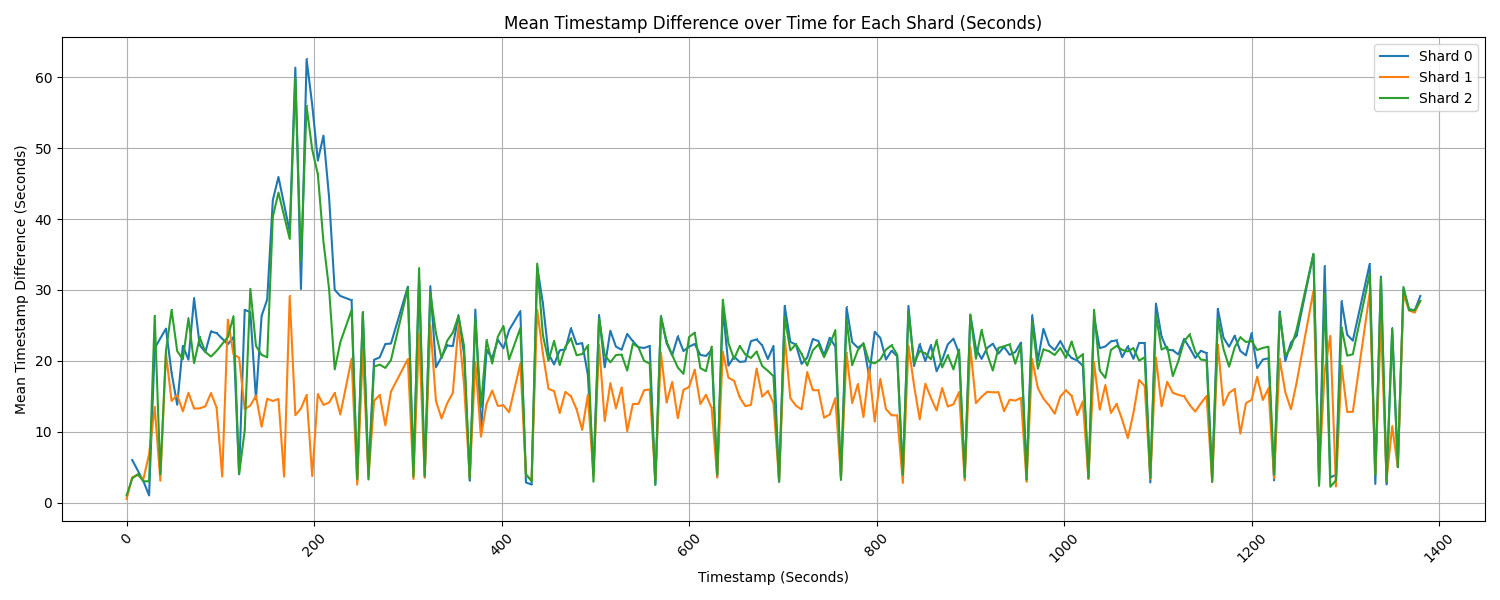 Mean Timestamp Difference over Time for Each Shard (Seconds)
Mean Timestamp Difference (Seconds)
60
50
40
30
20
10
0
Shard 0
Shard 1
Shard 2
0
200
400
600
800
1000
1200
1400
Timestamp (Seconds)